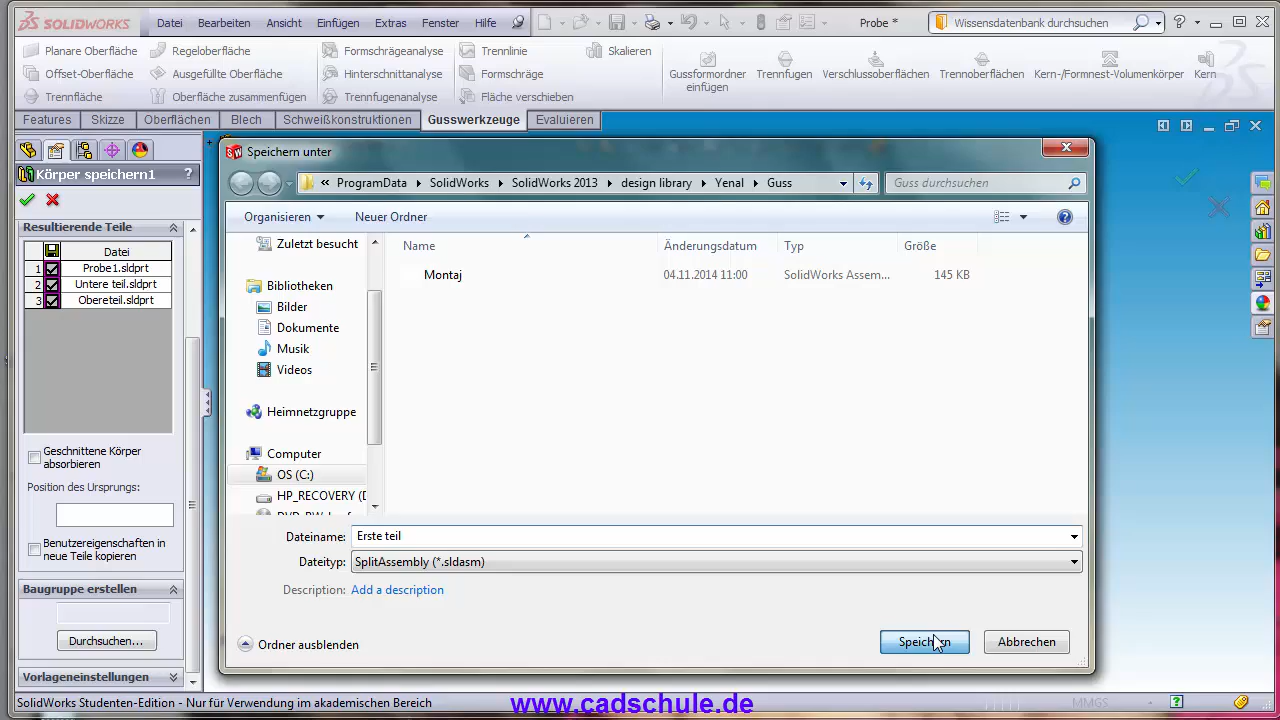 SOLIDWORKS Datei Bearbeiten Ansicht Einfügen Extras Fenster Hilfe Probe * Wissensdatenbank durchsuchen ?
Planare Oberfläche Regeloberfläche Formschrägeanalyse Trennlinie Skalieren
Offset-Oberfläche Ausgefüllte Oberfläche Hinterschnittanalyse Formschräge
Trennfläche Oberfläche zusammenfügen Trennfugenanalyse Fläche verschieben
Gussformordner einfügen Trennfugen Verschlussoberflächen Trennoberflächen Kern-/Formnest-Volumenkörper Kern
Features Skizze Oberflächen Blech Schweißkonstruktionen Gusswerkzeuge Evaluieren
Körper speichern1 ?
Resultierende Teile
Datei
1 Probe1.sldprt
2 Untere teil.sldprt
3 Obereteil.sldprt
Geschnittene Körper
absorbieren
Position des Ursprungs:
Benutzereigenschaften in
neue Teile kopieren
Baugruppe erstellen
Durchsuchen...
Vorlageneinstellungen
Speichern unter
« ProgramData SolidWorks SolidWorks 2013 design library Yenal Guss Guss durchsuchen
Organisieren Neuer Ordner
Zuletzt besucht
Bibliotheken
Bilder
Dokumente
Musik
Videos
Heimnetzgruppe
Computer
OS (C:)
HP_RECOVERY (D
Name Änderungsdatum Typ Größe
Montaj 04.11.2014 11:00 SolidWorks Assem... 145 KB
Dateiname: Erste teil
Dateityp: SplitAssembly (*.sldasm)
Description: Add a description
Ordner ausblenden Speichern Abbrechen
SolidWorks Studenten-Edition - Nur für Verwendung im akademischen Bereich MMGS
www.cadschule.de